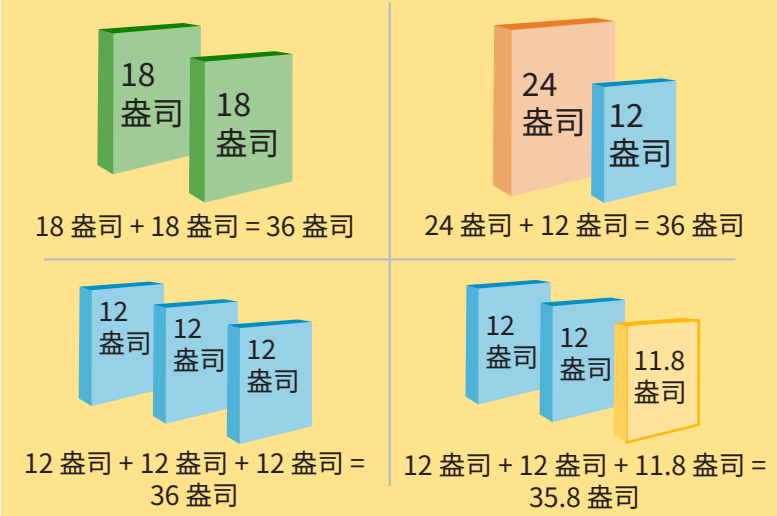 18
盎司
18
盎司
18 盎司 + 18 盎司 = 36 盎司
24
盎司
12
盎司
24 盎司 + 12 盎司 = 36 盎司
12
盎司
12
盎司
12
盎司
12 盎司 + 12 盎司 + 12 盎司 =
36 盎司
12
盎司
12
盎司
11.8
盎司
12 盎司 + 12 盎司 + 11.8 盎司 =
35.8 盎司